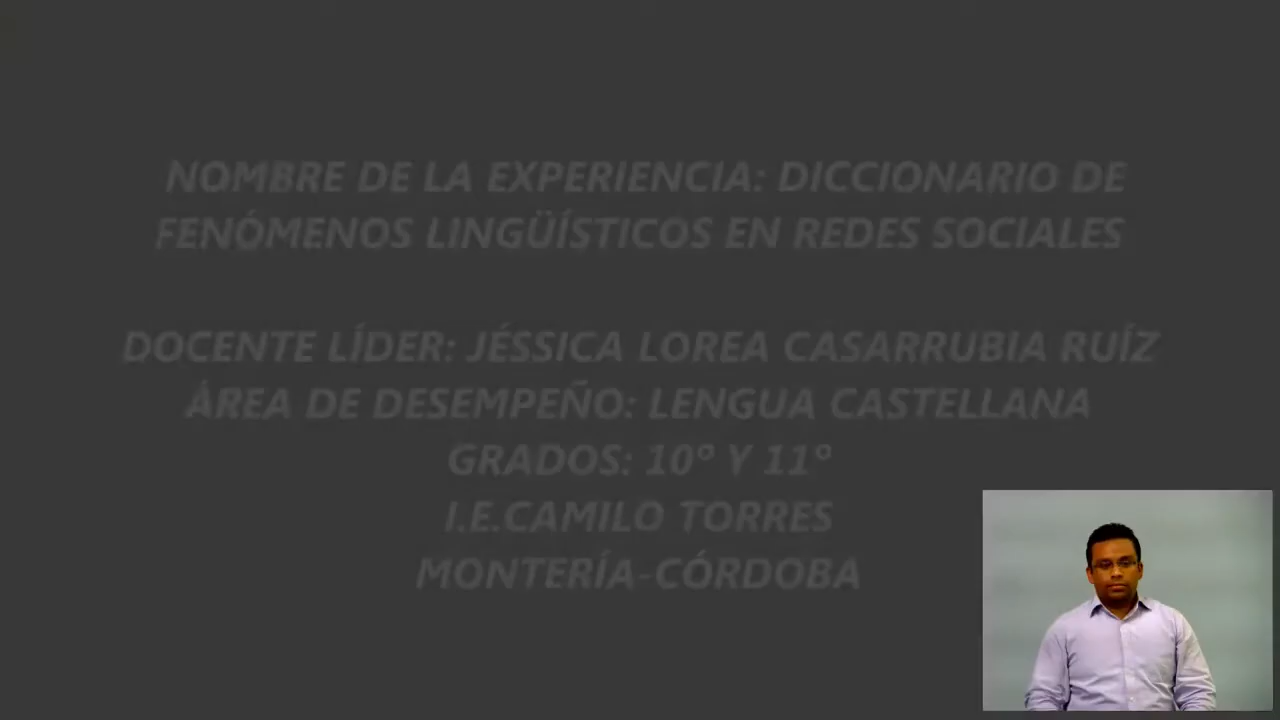 NOMBRE DE LA EXPERIENCIA: DICCIONARIO DE
FENÓMENOS LINGÜÍSTICOS EN REDES SOCIALES
DOCENTE LÍDER: JÉSSICA LOREA CASARRUBIA RUÍZ
ÁREA DE DESEMPEÑO: LENGUA CASTELLANA
GRADOS: 10° Y 11°
I.E.CAMILO TORRES
MONTERÍA-CÓRDOBA